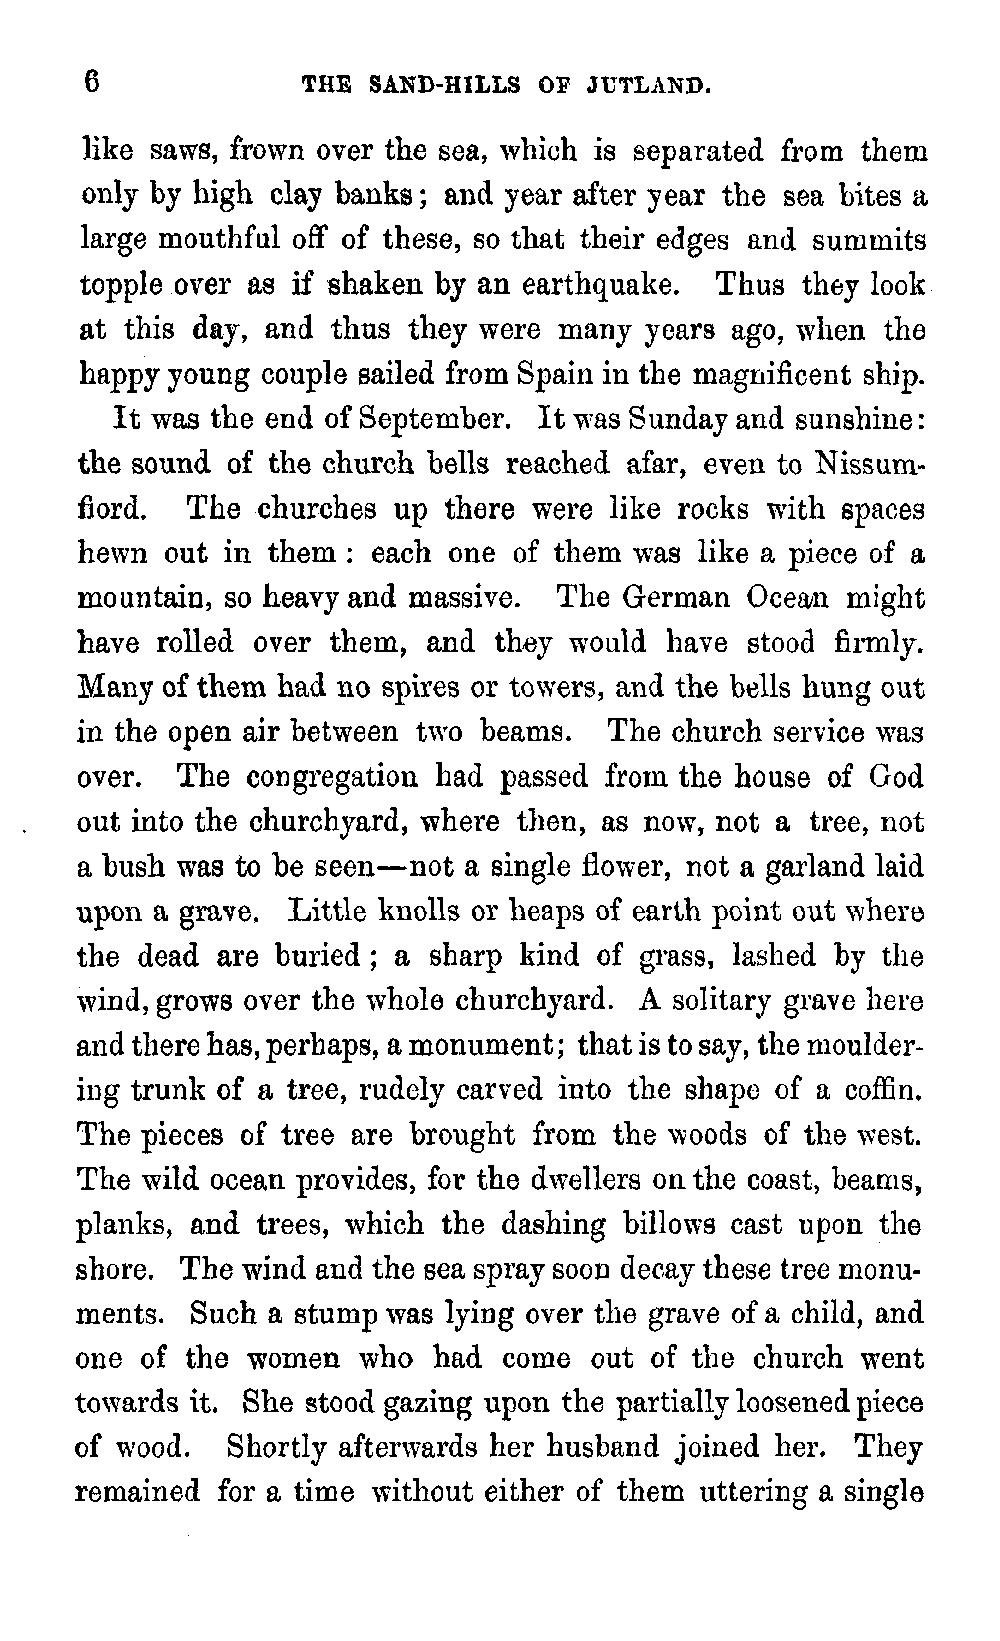 6 THE SAND-HILLS OF JUTLAND.
like saws, frown over the sea, which is separated from them
only by high clay banks; and year after year the sea bites a
large mouthful off of these, so that their edges and summits
topple over as if shaken by an earthquake. Thus they look
at this day, and thus they were many years ago, when the
happy young couple sailed from Spain in the magnificent ship.
It was the end of September. It was Sunday and sunshine:
the sound of the church bells reached afar, even to Nissum-
fiord. The churches up there were like rocks with spaces
hewn out in them: each one of them was like a piece of a
mountain, so heavy and massive. The German Ocean might
have rolled over them, and they would have stood firmly.
Many of them had no spires or towers, and the bells hung out
in the open air between two beams. The church service was
over. The congregation had passed from the house of God
out into the churchyard, where then, as now, not a tree, not
a bush was to be seen—not a single flower, not a garland laid
upon a grave. Little knolls or heaps of earth point out where
the dead are buried; a sharp kind of grass, lashed by the
wind, grows over the whole churchyard. A solitary grave here
and there has, perhaps, a monument; that is to say, the moulder-
ing trunk of a tree, rudely carved into the shape of a coffin.
The pieces of tree are brought from the woods of the west.
The wild ocean provides, for the dwellers on the coast, beams,
planks, and trees, which the dashing billows cast upon the
shore. The wind and the sea spray soon decay these tree monu-
ments. Such a stump was lying over the grave of a child, and
one of the women who had come out of the church went
towards it. She stood gazing upon the partially loosened piece
of wood. Shortly afterwards her husband joined her. They
remained for a time without either of them uttering a single